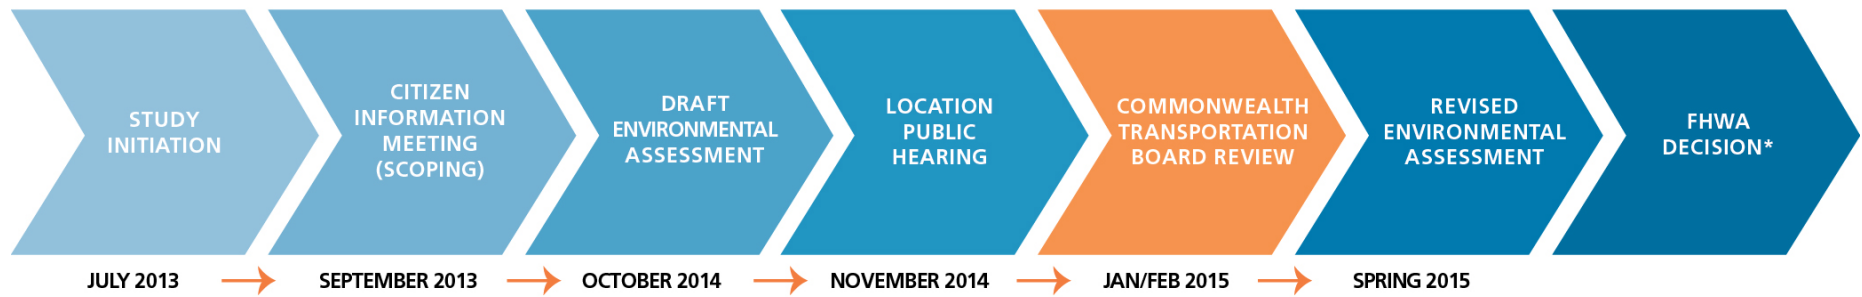 STUDY
INITIATION
CITIZEN
INFORMATION
MEETING
(SCOPING)
DRAFT
ENVIRONMENTAL
ASSESSMENT
LOCATION
PUBLIC
HEARING
COMMONWEALTH
TRANSPORTATION
BOARD REVIEW
REVISED
ENVIRONMENTAL
ASSESSMENT
FHWA
DECISION*
JULY 2013
SEPTEMBER 2013
OCTOBER 2014
NOVEMBER 2014
JAN/FEB 2015
SPRING 2015